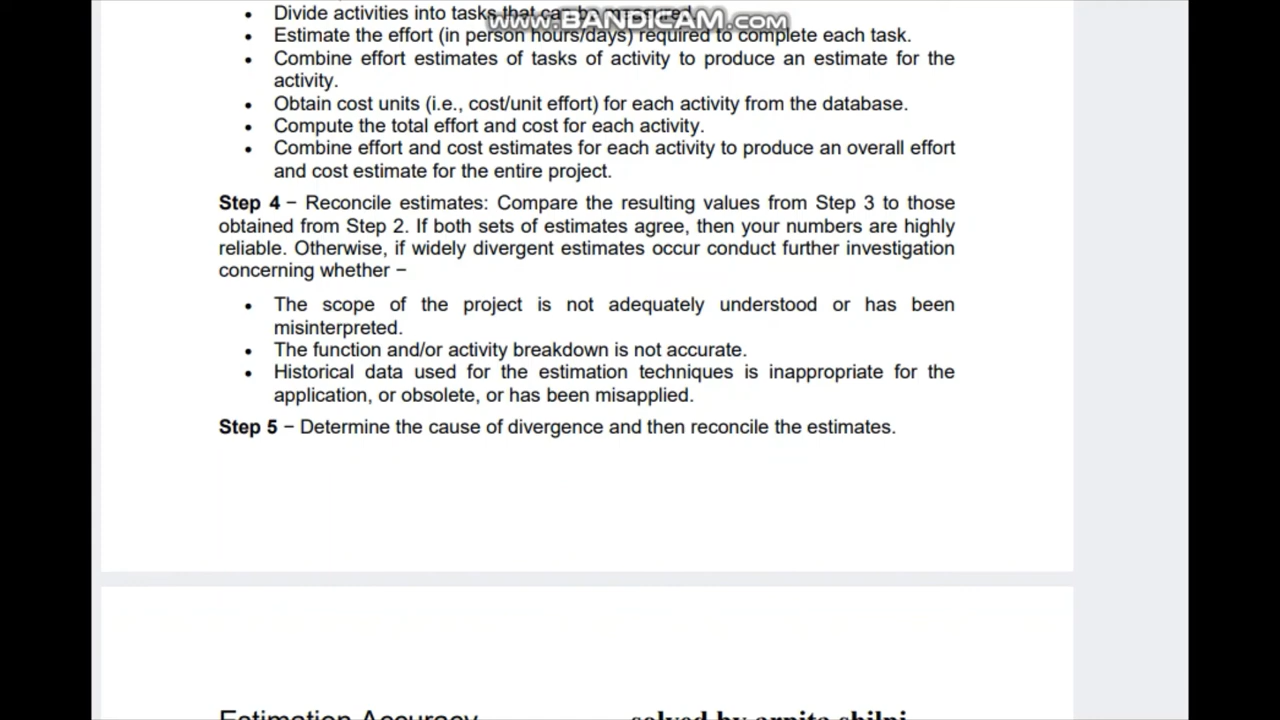 • Divide activities into tasks that can be measured.
www.BANDICAM.com
• Estimate the effort (in person hours/days) required to complete each task.
• Combine effort estimates of tasks of activity to produce an estimate for the
activity.
• Obtain cost units (i.e., cost/unit effort) for each activity from the database.
• Compute the total effort and cost for each activity.
• Combine effort and cost estimates for each activity to produce an overall effort
and cost estimate for the entire project.
Step 4 − Reconcile estimates: Compare the resulting values from Step 3 to those
obtained from Step 2. If both sets of estimates agree, then your numbers are highly
reliable. Otherwise, if widely divergent estimates occur conduct further investigation
concerning whether −
• The scope of the project is not adequately understood or has been
misinterpreted.
• The function and/or activity breakdown is not accurate.
• Historical data used for the estimation techniques is inappropriate for the
application, or obsolete, or has been misapplied.
Step 5 − Determine the cause of divergence and then reconcile the estimates.
Estimation Accuracy
solved by arpita shilpi